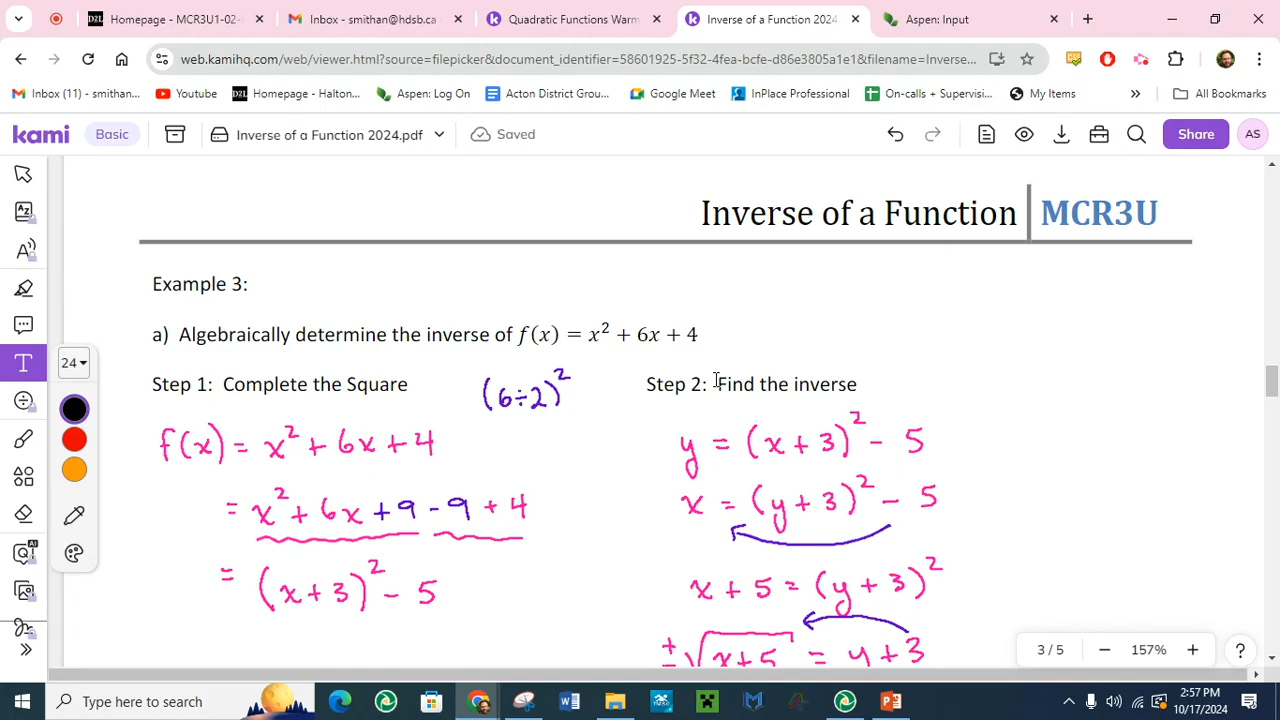 Homepage - MCR3U1-02-
Inbox - smithan@hdsb.ca -
Quadratic Functions Warm
Inverse of a Function 2024
Aspen: Input
web.kamihq.com/web/viewer.html?source=filepicker&document_identifier=58601925-5f32-4fea-bcfe-d86e3805a1e1&filename=Inverse...
Inbox (11) - smithan...
Youtube
D2L Homepage - Halton...
Aspen: Log On
Acton District Grou...
Google Meet
InPlace Professional
On-calls + Supervisi...
My Items
All Bookmarks
kami
Basic
Inverse of a Function 2024.pdf
Saved
Share
AS
Inverse of a Function MCR3U
Example 3:
a) Algebraically determine the inverse of f(x) = x² + 6x + 4
Step 1: Complete the Square
(6÷2)²
f(x) = x² + 6x + 4
= x² + 6x + 9 - 9 + 4
= (x+3)² - 5
Step 2: Find the inverse
y = (x+3)² - 5
x = (y+3)² - 5
x + 5 = (y+3)²
±√x+5 = y+3
24
3 / 5
157%
Type here to search
2:57 PM
10/17/2024